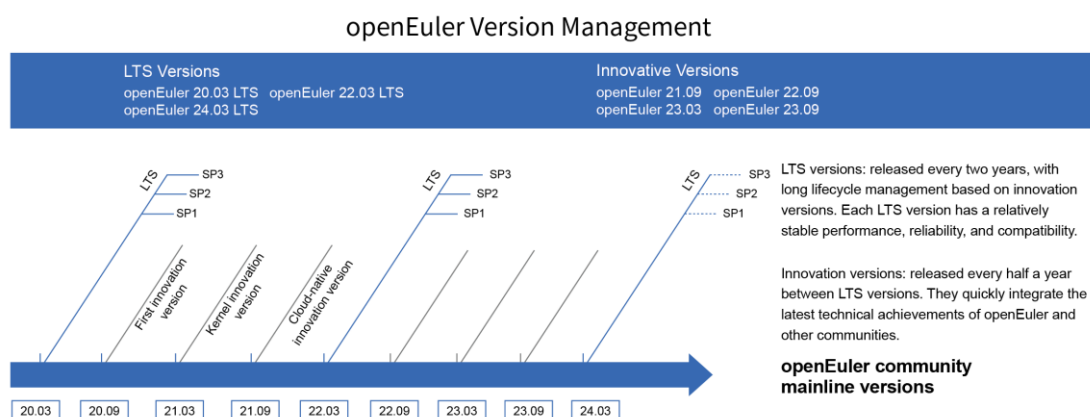 openEuler Version Management
LTS Versions
openEuler 20.03 LTS openEuler 22.03 LTS
openEuler 24.03 LTS
Innovative Versions
openEuler 21.09 openEuler 22.09
openEuler 23.03 openEuler 23.09
LTS
SP3
SP2
SP1
First innovation
version
Kernel innovation
version
Cloud-native
innovation version
LTS
SP3
SP2
SP1
LTS
SP3
SP2
SP1
LTS versions: released every two years, with
long lifecycle management based on innovation
versions. Each LTS version has a relatively
stable performance, reliability, and compatibility.
Innovation versions: released every half a year
between LTS versions. They quickly integrate the
latest technical achievements of openEuler and
other communities.
openEuler community
mainline versions
20.03 20.09 21.03 21.09 22.03 22.09 23.03 23.09 24.03